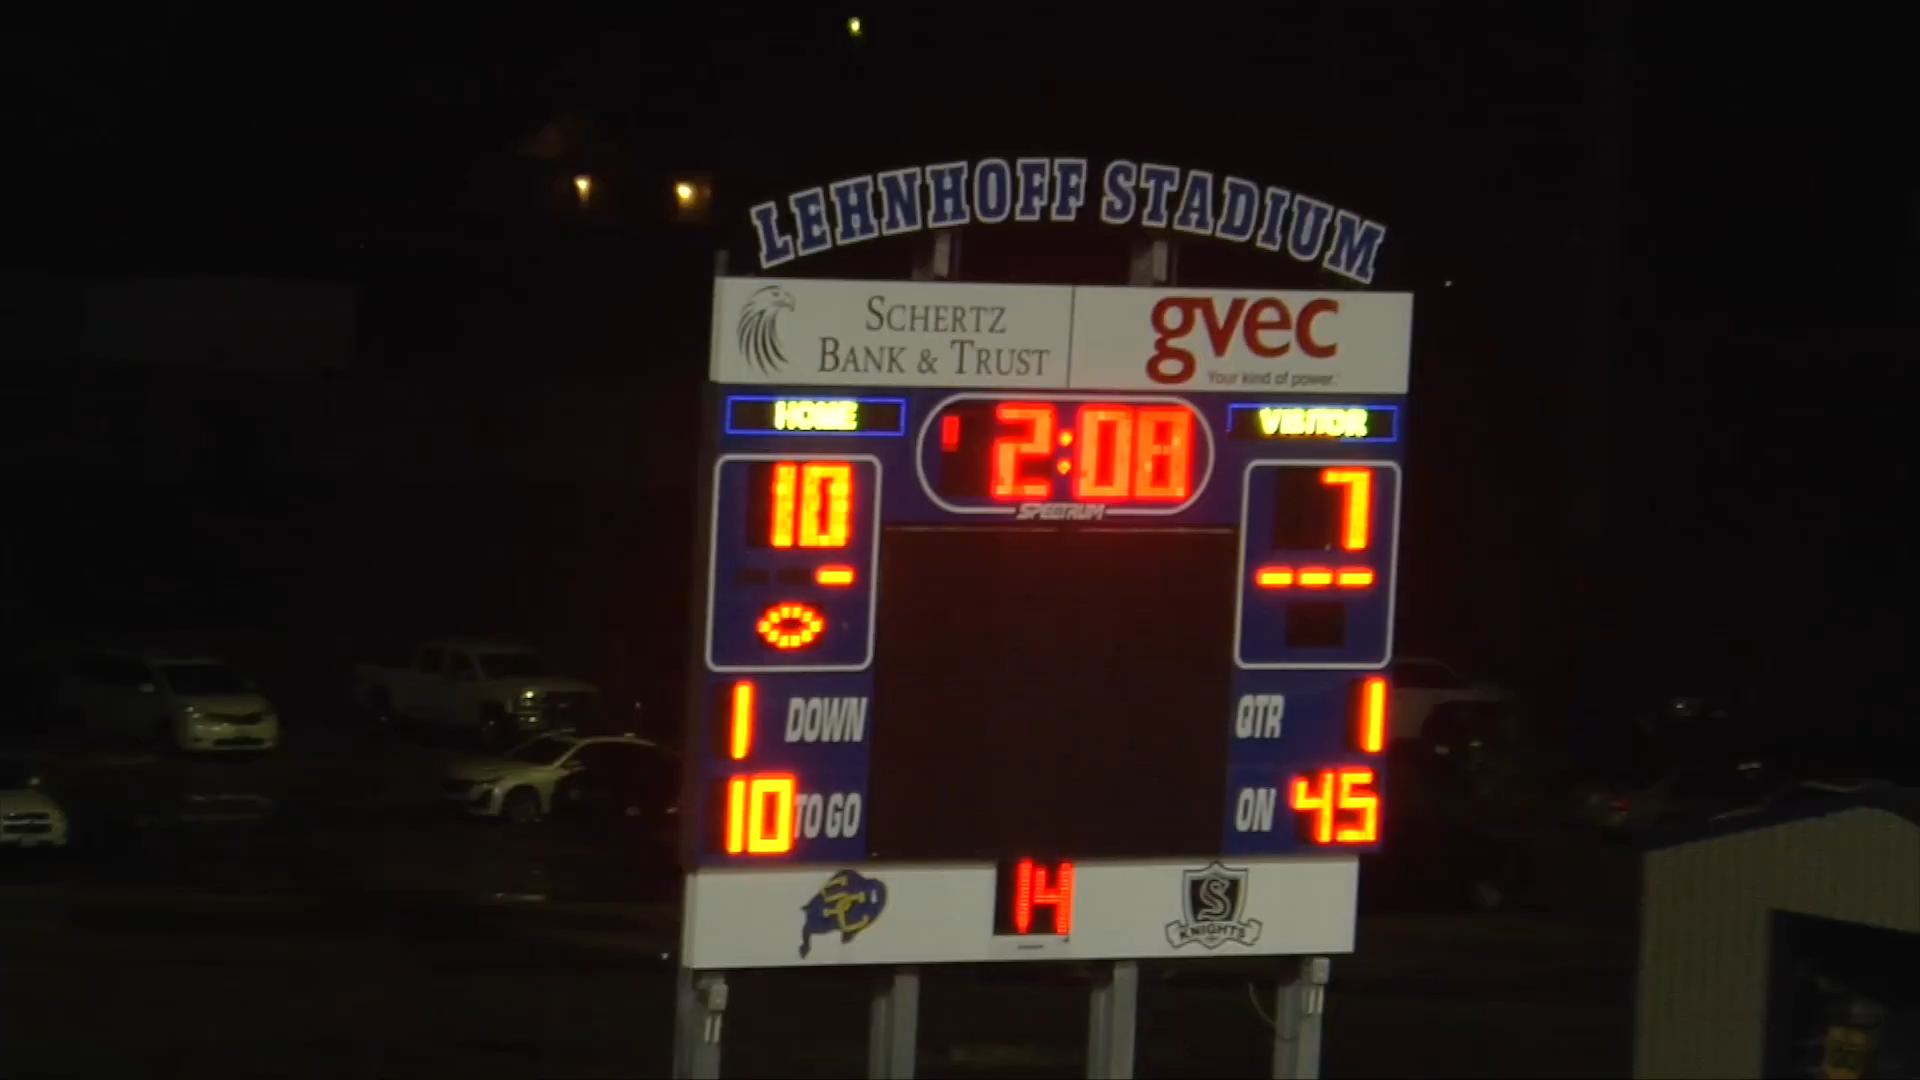 LEHNHOFF STADIUM
SCHERTZ
BANK & TRUST
gvec
Your kind of power.
HOME
2:08
VISITOR
SPECTRUM
10
7
1 DOWN
QTR 1
10 TO GO
ON 45
SC
14
S
KNIGHTS